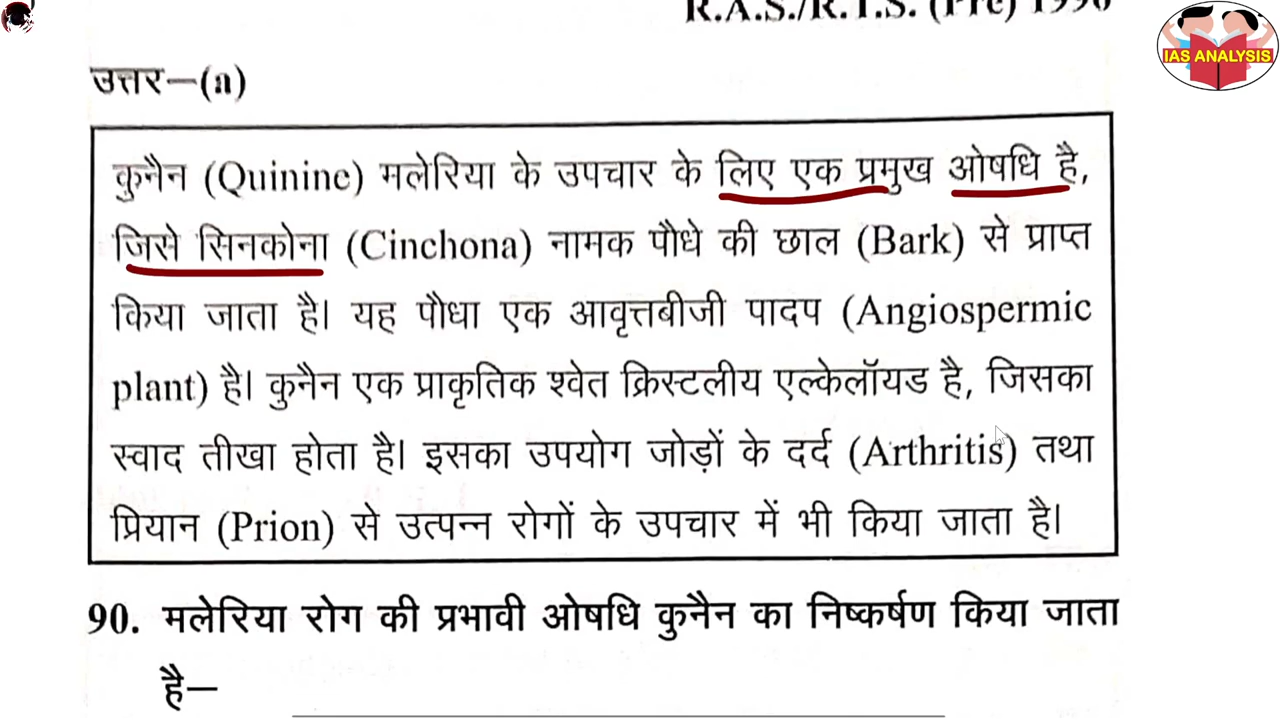 R.A.S./R.T.S. (Pre) 1996
IAS ANALYSIS
उत्तर—(a)
कुनैन (Quinine) मलेरिया के उपचार के लिए एक प्रमुख ओषधि है,
जिसे सिनकोना (Cinchona) नामक पौधे की छाल (Bark) से प्राप्त
किया जाता है। यह पौधा एक आवृत्तबीजी पादप (Angiospermic
plant) है। कुनैन एक प्राकृतिक श्वेत क्रिस्टलीय एल्केलॉयड है, जिसका
स्वाद तीखा होता है। इसका उपयोग जोड़ों के दर्द (Arthritis) तथा
प्रियान (Prion) से उत्पन्न रोगों के उपचार में भी किया जाता है।
90. मलेरिया रोग की प्रभावी ओषधि कुनैन का निष्कर्षण किया जाता
है—